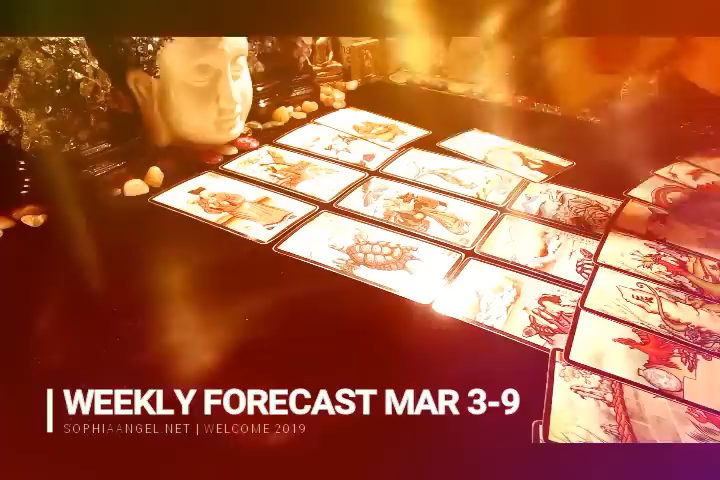 WEEKLY FORECAST MAR 3-9
SOPHIAANGEL.NET | WELCOME 2019